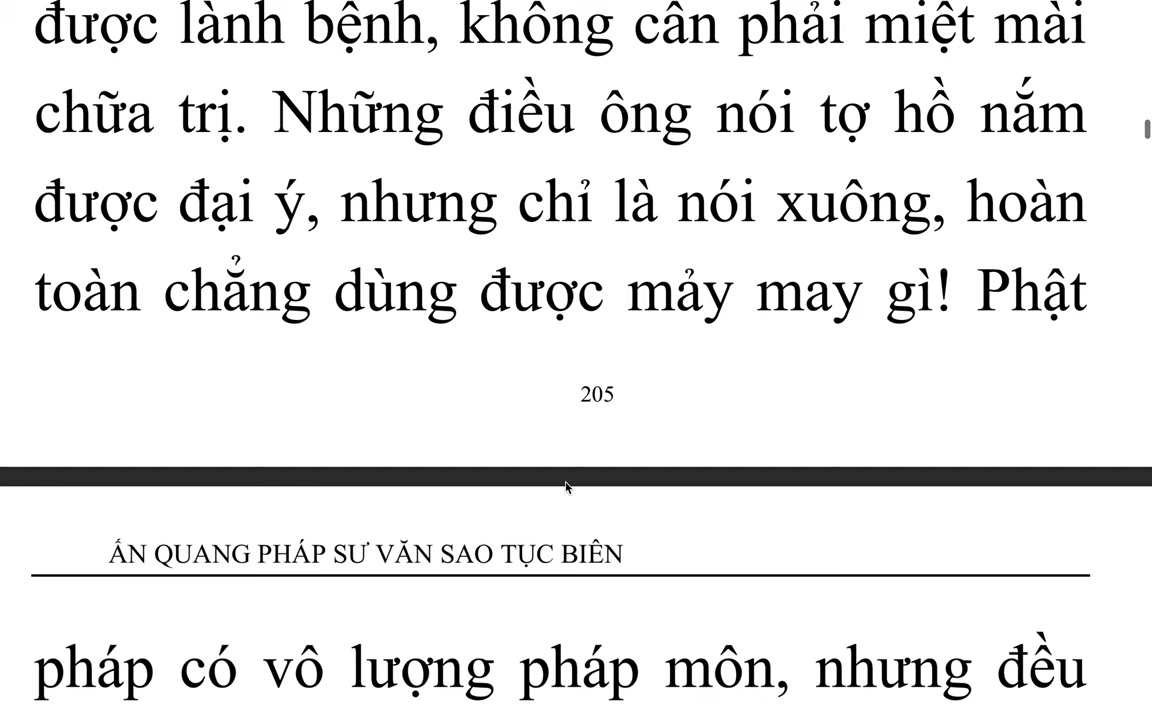 được lành bệnh, không cần phải miệt mài
chữa trị. Những điều ông nói tợ hồ nắm
được đại ý, nhưng chỉ là nói xuông, hoàn
toàn chẳng dùng được mảy may gì! Phật
205
ẤN QUANG PHÁP SƯ VĂN SAO TỤC BIÊN
pháp có vô lượng pháp môn, nhưng đều